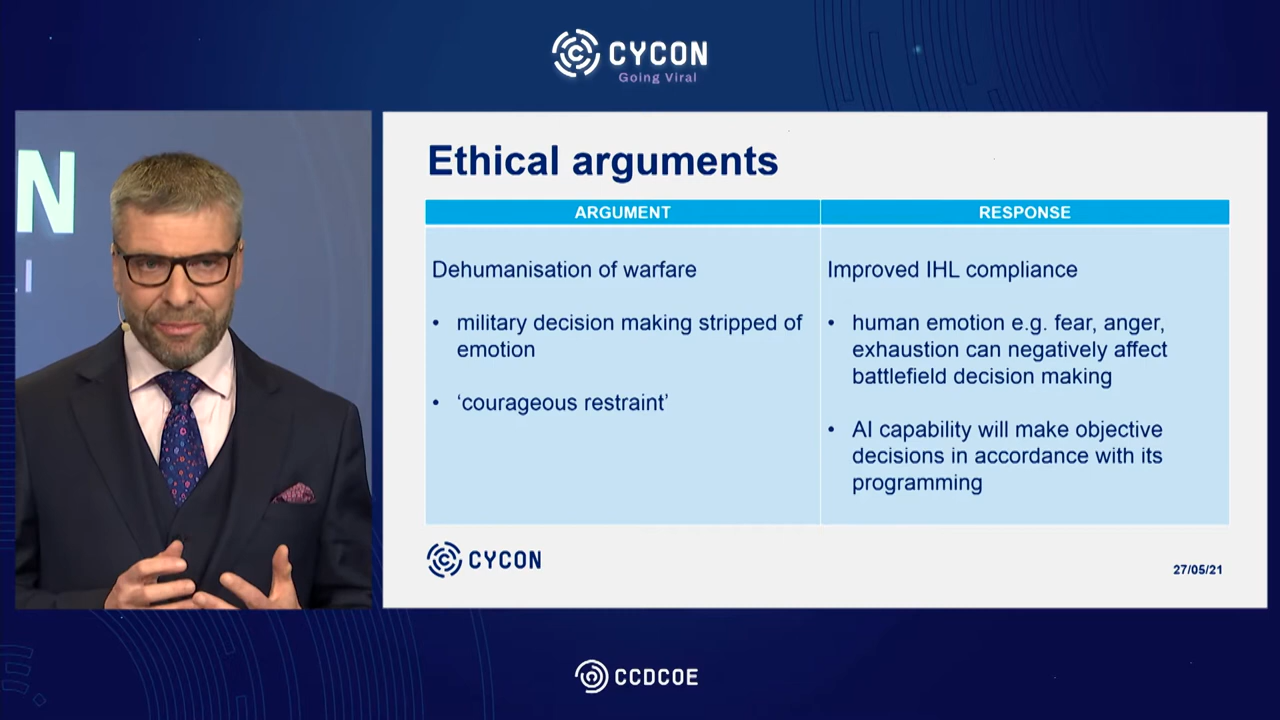 CYCON
Going Viral
N
Ethical arguments
ARGUMENT
RESPONSE
Dehumanisation of warfare
• military decision making stripped of
emotion
• ‘courageous restraint’
Improved IHL compliance
• human emotion e.g. fear, anger,
exhaustion can negatively affect
battlefield decision making
• AI capability will make objective
decisions in accordance with its
programming
CYCON
27/05/21
CCDCOE